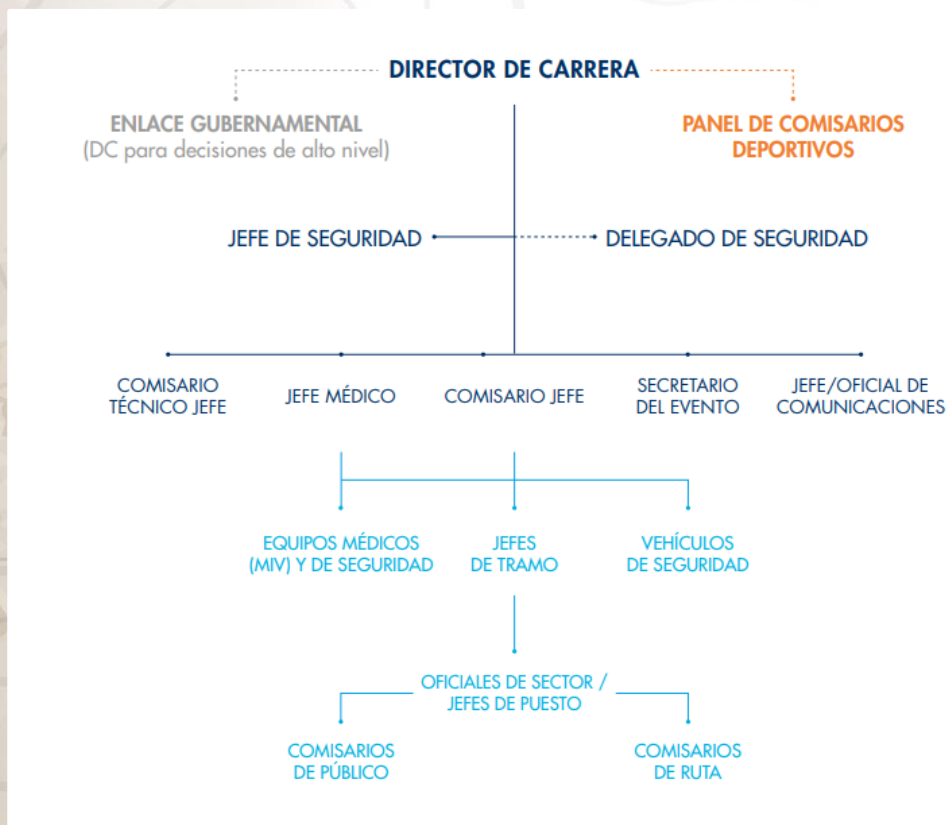 DIRECTOR DE CARRERA
ENLACE GUBERNAMENTAL
(DC para decisiones de alto nivel)
PANEL DE COMISARIOS
DEPORTIVOS
JEFE DE SEGURIDAD
DELEGADO DE SEGURIDAD
COMISARIO
TÉCNICO JEFE
JEFE MÉDICO
COMISARIO JEFE
SECRETARIO
DEL EVENTO
JEFE/OFICIAL DE
COMUNICACIONES
EQUIPOS MÉDICOS
(MIV) Y DE SEGURIDAD
JEFES
DE TRAMO
VEHÍCULOS
DE SEGURIDAD
OFICIALES DE SECTOR /
JEFES DE PUESTO
COMISARIOS
DE PÚBLICO
COMISARIOS
DE RUTA